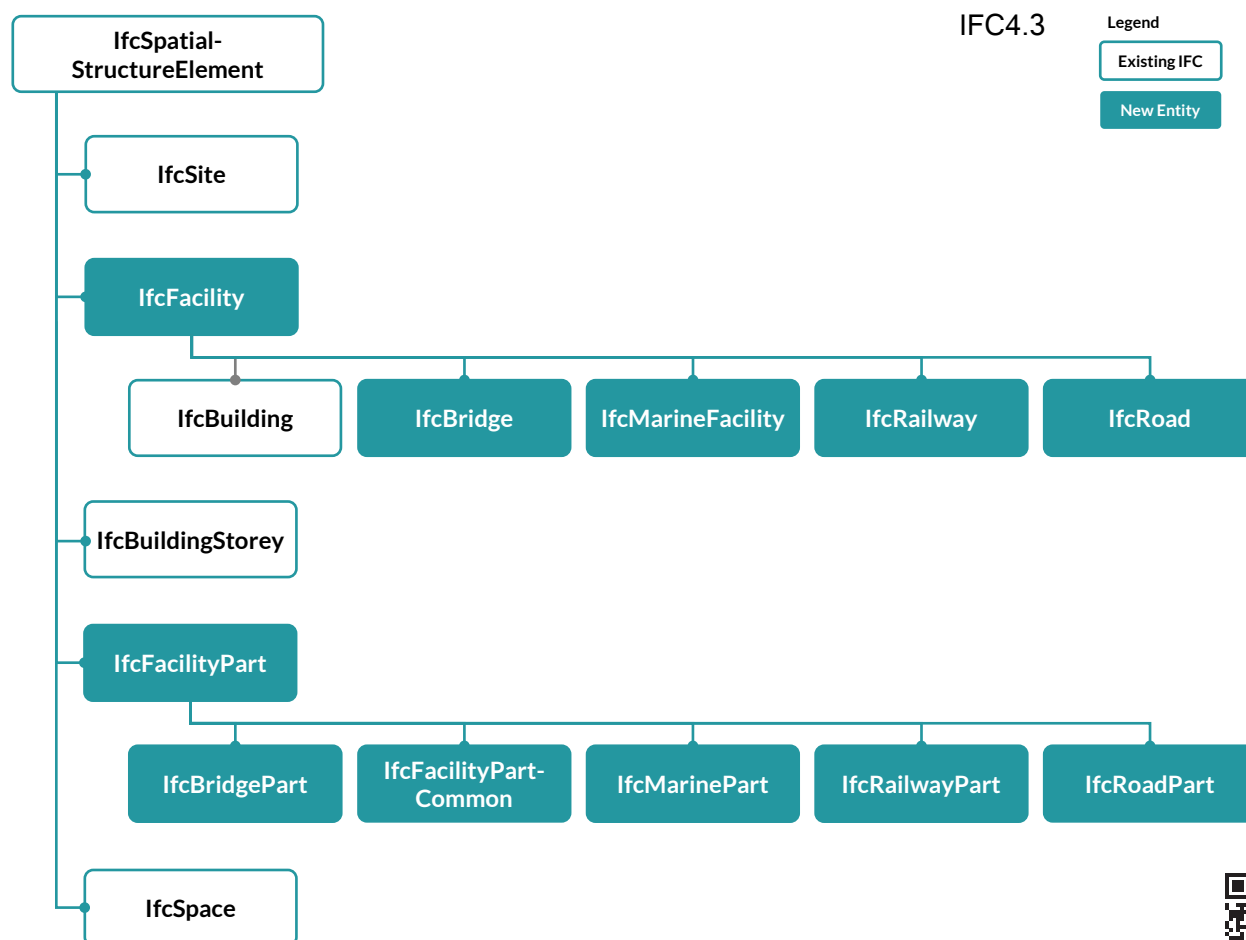 IfcSpatial-
StructureElement
IFC4.3
Legend
Existing IFC
New Entity
IfcSite
IfcFacility
IfcBuilding
IfcBridge
IfcMarineFacility
IfcRailway
IfcRoad
IfcBuildingStorey
IfcFacilityPart
IfcBridgePart
IfcFacilityPart-
Common
IfcMarinePart
IfcRailwayPart
IfcRoadPart
IfcSpace